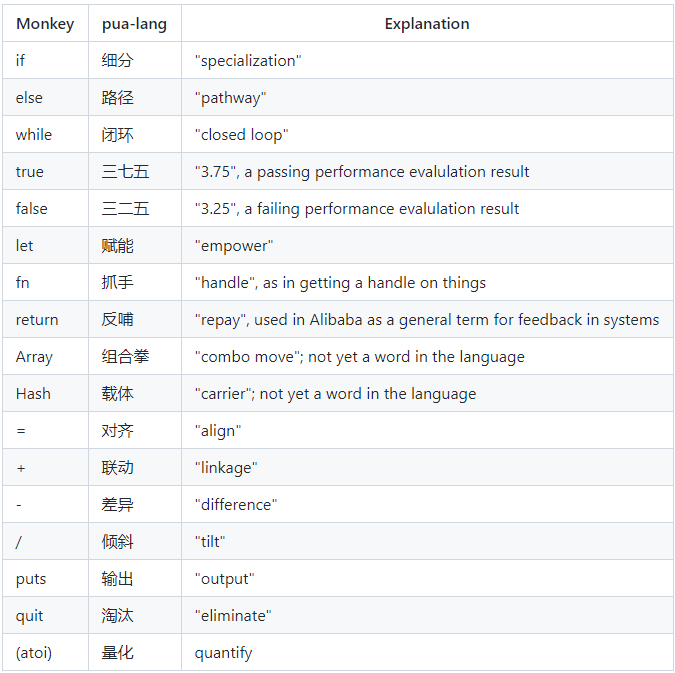 Monkey pua-lang Explanation
if 细分 "specialization"
else 路径 "pathway"
while 闭环 "closed loop"
true 三七五 "3.75", a passing performance evalulation result
false 三二五 "3.25", a failing performance evalulation result
let 赋能 "empower"
fn 抓手 "handle", as in getting a handle on things
return 反哺 "repay", used in Alibaba as a general term for feedback in systems
Array 组合拳 "combo move"; not yet a word in the language
Hash 载体 "carrier"; not yet a word in the language
= 对齐 "align"
+ 联动 "linkage"
- 差异 "difference"
/ 倾斜 "tilt"
puts 输出 "output"
quit 淘汰 "eliminate"
(atoi) 量化 quantify